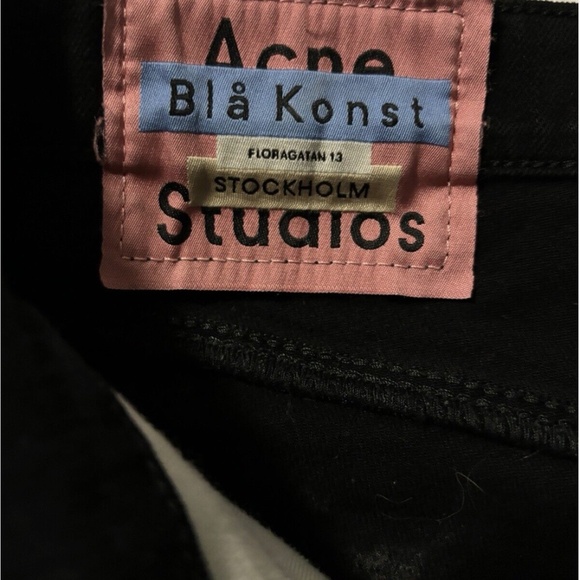 Acne
Blå Konst
FLORAGATAN 13
STOCKHOLM
Studios